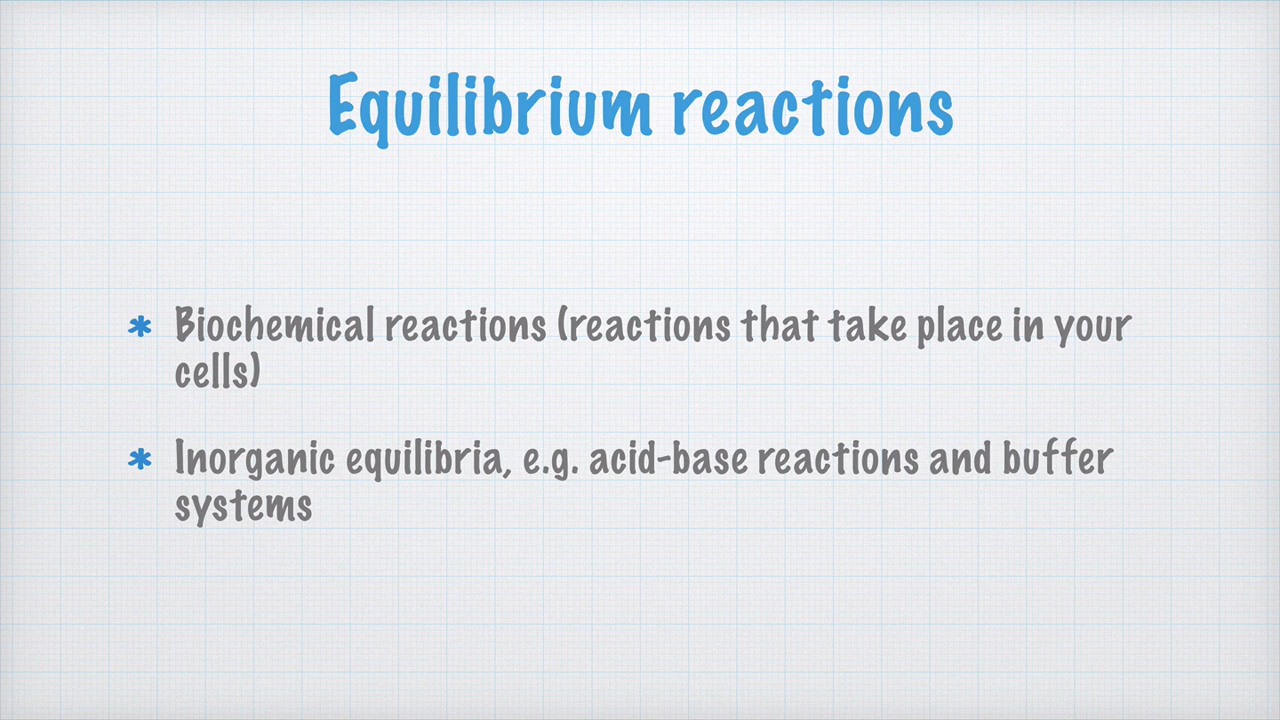 Equilibrium reactions
* Biochemical reactions (reactions that take place in your
cells)
* Inorganic equilibria, e.g. acid-base reactions and buffer
systems